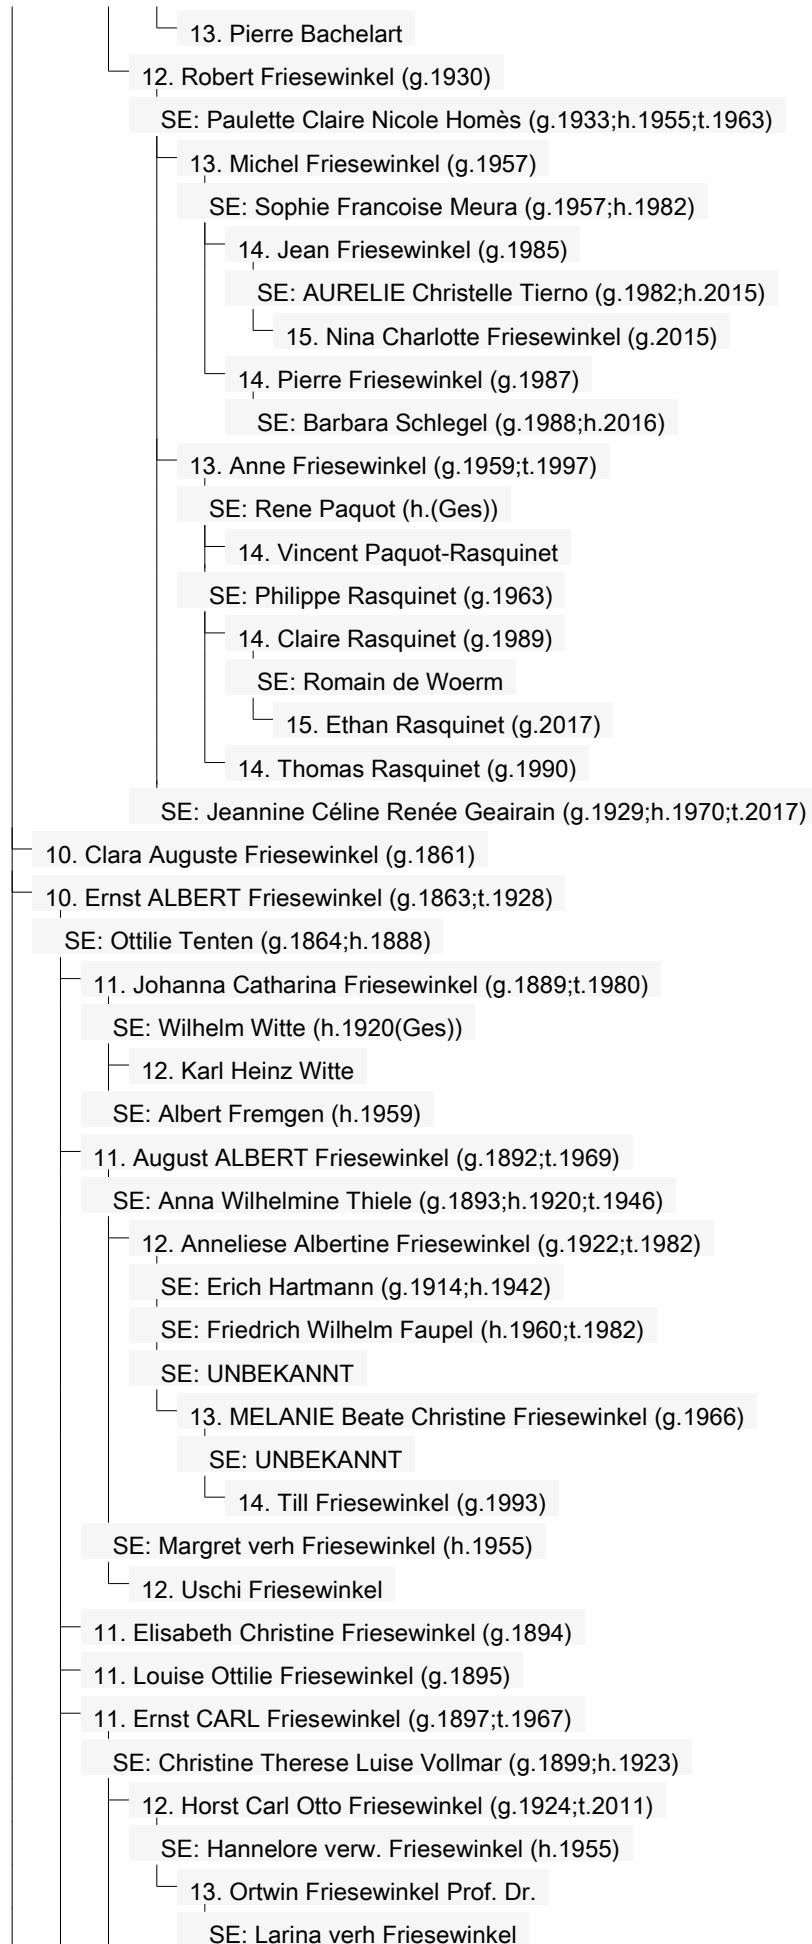 13. Pierre Bachelart
12. Robert Friesewinkel (g.1930)
SE: Paulette Claire Nicole Homès (g.1933;h.1955;t.1963)
13. Michel Friesewinkel (g.1957)
SE: Sophie Francoise Meura (g.1957;h.1982)
14. Jean Friesewinkel (g.1985)
SE: AURELIE Christelle Tierno (g.1982;h.2015)
15. Nina Charlotte Friesewinkel (g.2015)
14. Pierre Friesewinkel (g.1987)
SE: Barbara Schlegel (g.1988;h.2016)
13. Anne Friesewinkel (g.1959;t.1997)
SE: Rene Paquot (h.(Ges))
14. Vincent Paquot-Rasquinet
SE: Philippe Rasquinet (g.1963)
14. Claire Rasquinet (g.1989)
SE: Romain de Woerm
15. Ethan Rasquinet (g.2017)
14. Thomas Rasquinet (g.1990)
SE: Jeannine Céline Renée Geairain (g.1929;h.1970;t.2017)
10. Clara Auguste Friesewinkel (g.1861)
10. Ernst ALBERT Friesewinkel (g.1863;t.1928)
SE: Ottilie Tenten (g.1864;h.1888)
11. Johanna Catharina Friesewinkel (g.1889;t.1980)
SE: Wilhelm Witte (h.1920(Ges))
12. Karl Heinz Witte
SE: Albert Fremgen (h.1959)
11. August ALBERT Friesewinkel (g.1892;t.1969)
SE: Anna Wilhelmine Thiele (g.1893;h.1920;t.1946)
12. Anneliese Albertine Friesewinkel (g.1922;t.1982)
SE: Erich Hartmann (g.1914;h.1942)
SE: Friedrich Wilhelm Faupel (h.1960;t.1982)
SE: UNBEKANNT
13. MELANIE Beate Christine Friesewinkel (g.1966)
SE: UNBEKANNT
14. Till Friesewinkel (g.1993)
SE: Margret verh Friesewinkel (h.1955)
12. Uschi Friesewinkel
11. Elisabeth Christine Friesewinkel (g.1894)
11. Louise Ottilie Friesewinkel (g.1895)
11. Ernst CARL Friesewinkel (g.1897;t.1967)
SE: Christine Therese Luise Vollmar (g.1899;h.1923)
12. Horst Carl Otto Friesewinkel (g.1924;t.2011)
SE: Hannelore verw. Friesewinkel (h.1955)
13. Ortwin Friesewinkel Prof. Dr.
SE: Larina verh Friesewinkel